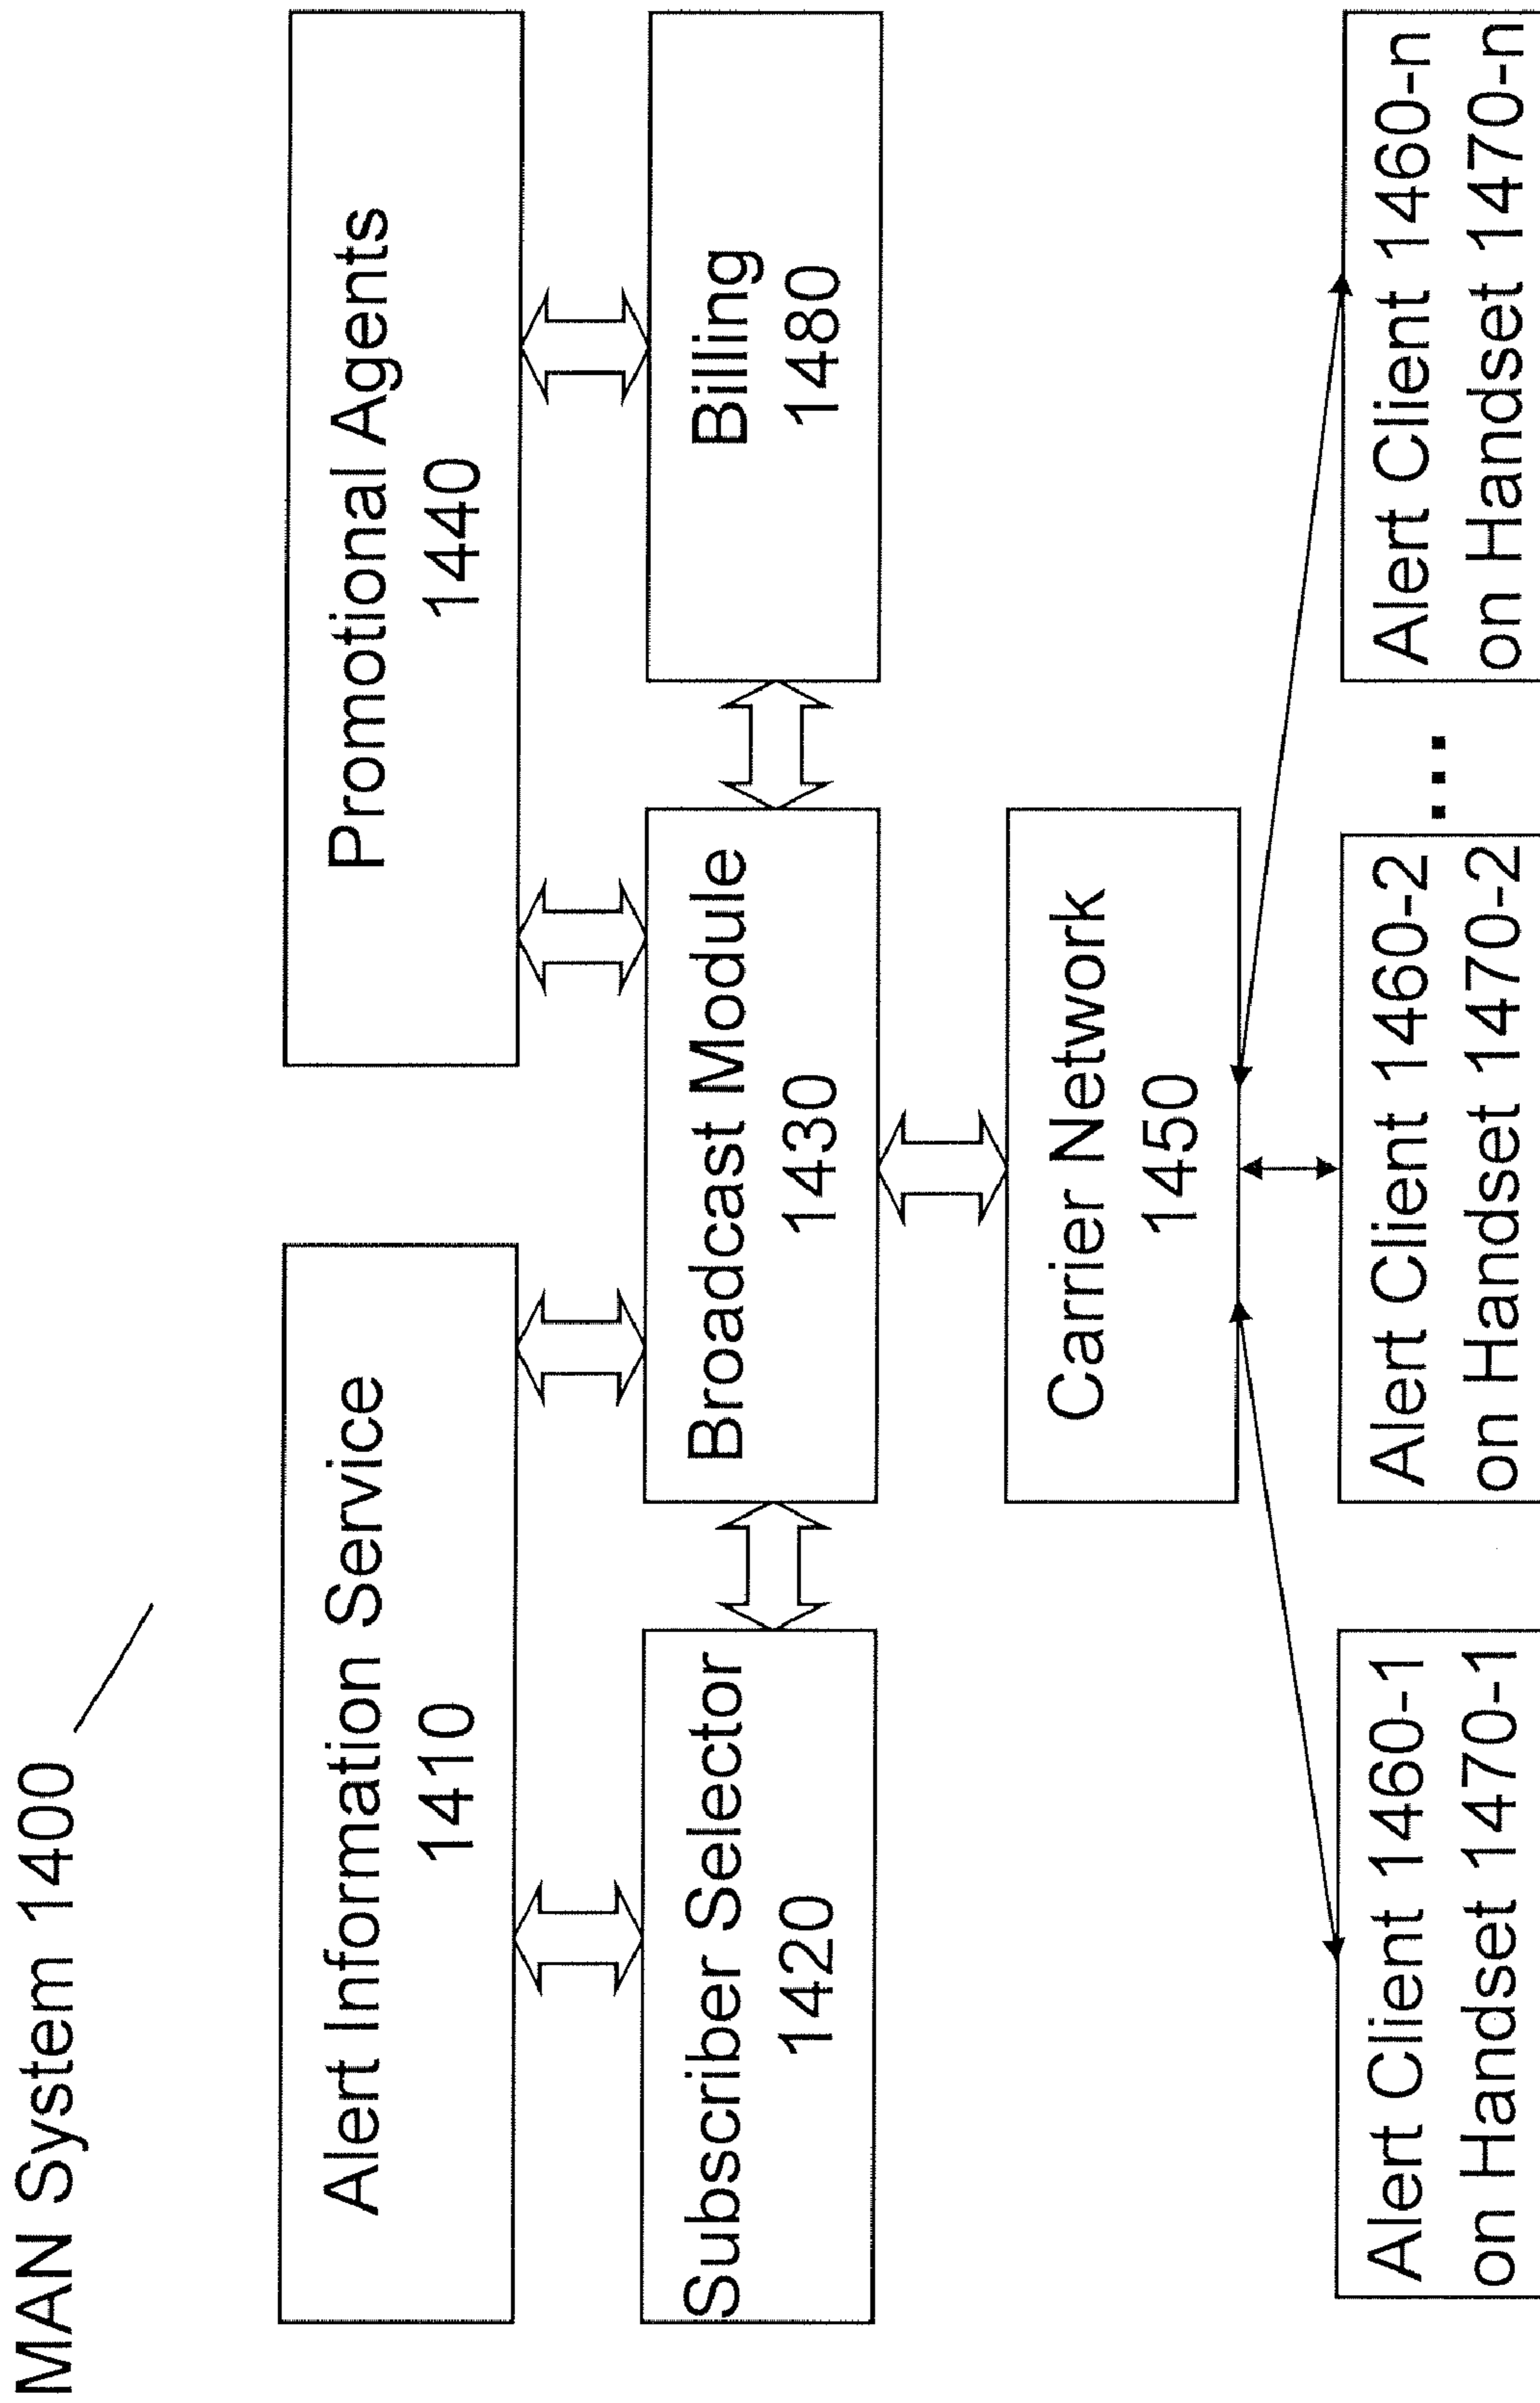 MAN System 1400
Alert Information Service
1410
Promotional Agents
1440
Subscriber Selector
1420
Broadcast Module
1430
Billing
1480
Carrier Network
1450
Alert Client 1460-1
on Handset 1470-1
Alert Client 1460-2
on Handset 1470-2
...
Alert Client 1460-n
on Handset 1470-n